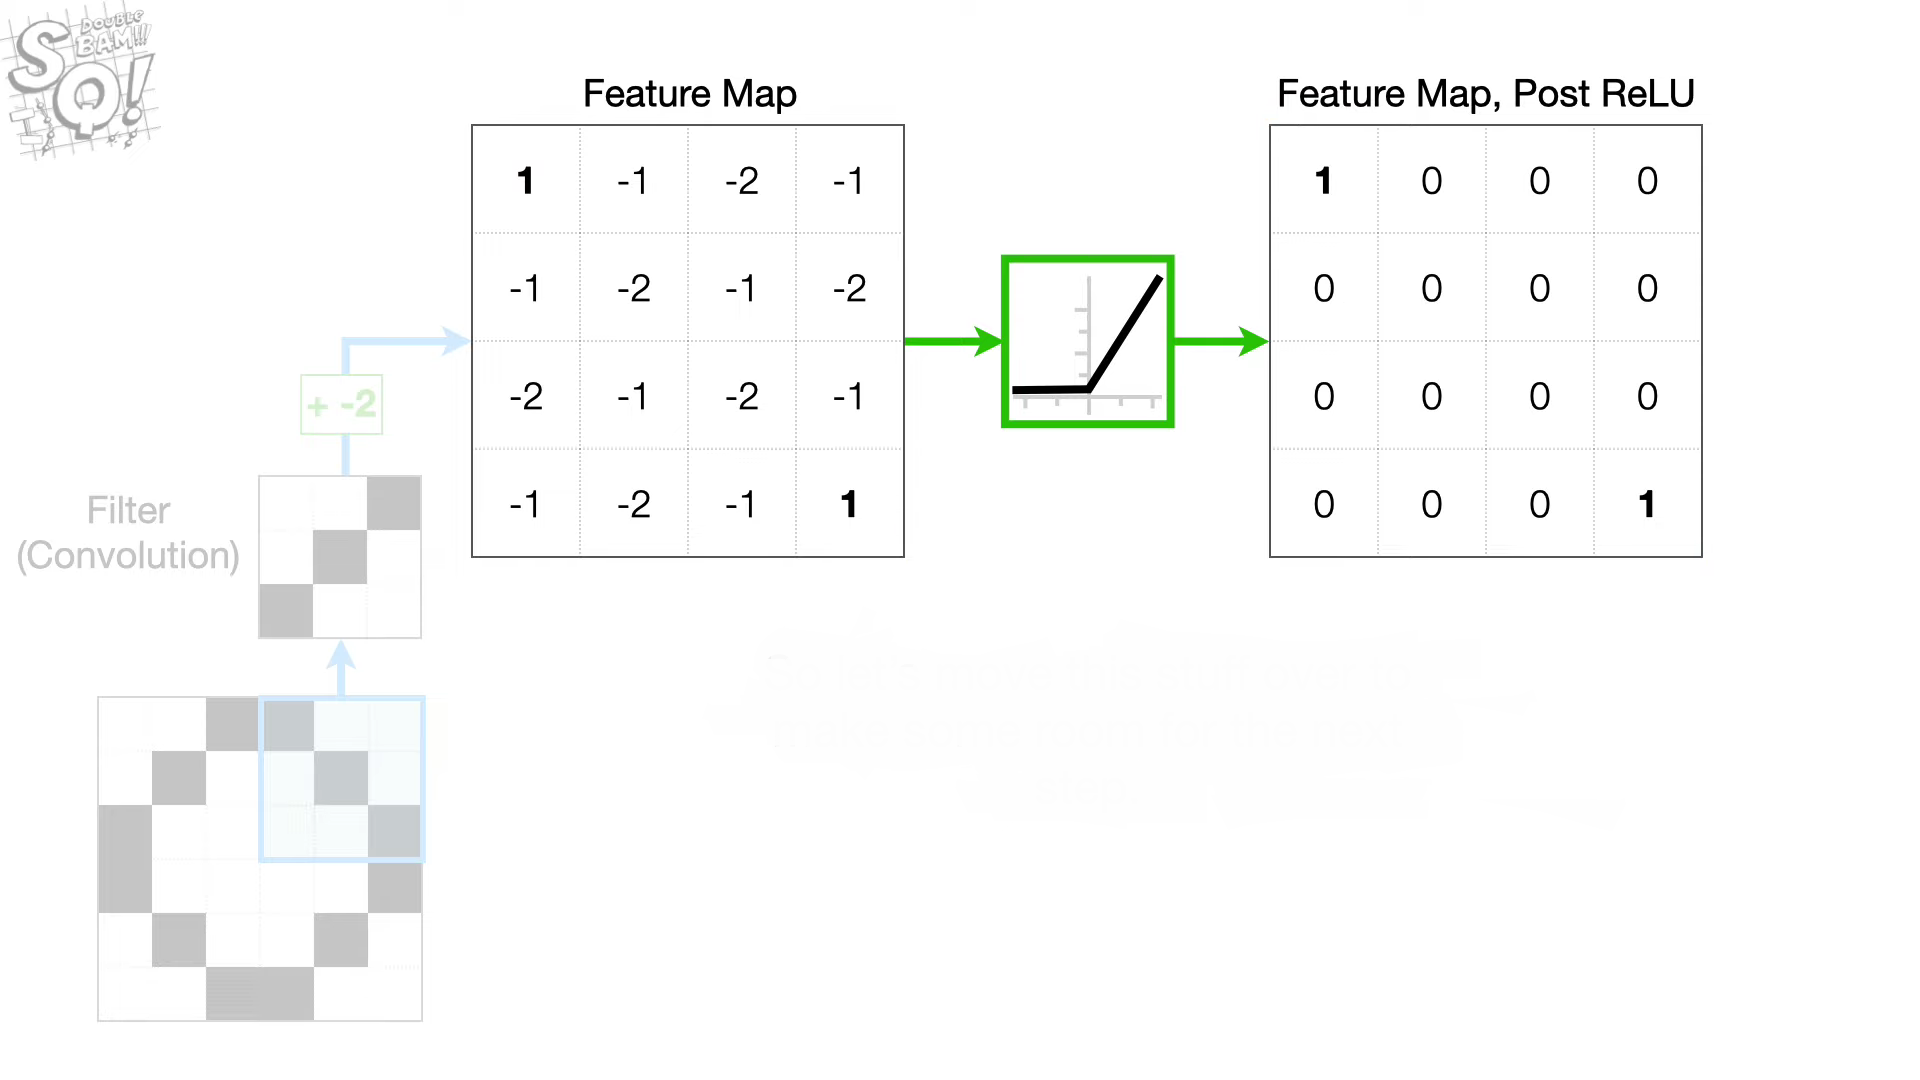 DOUBLE
BAM!!!
SQ!
Feature Map
Feature Map, Post ReLU
1 -1 -2 -1
-1 -2 -1 -2
-2 -1 -2 -1
-1 -2 -1 1
1 0 0 0
0 0 0 0
0 0 0 0
0 0 0 1
+ -2
Filter
(Convolution)
So let's move this stuff over to
make some room for the next
step